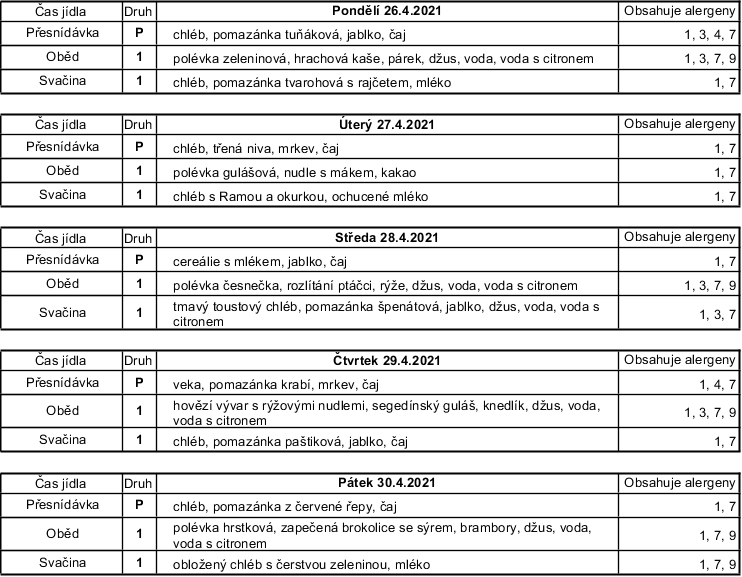 Čas jídla Druh Pondělí 26.4.2021 Obsahuje alergeny
Přesnídávka P chléb, pomazánka tuňáková, jablko, čaj 1, 3, 4, 7
Oběd 1 polévka zeleninová, hrachová kaše, párek, džus, voda, voda s citronem 1, 3, 7, 9
Svačina 1 chléb, pomazánka tvarohová s rajčetem, mléko 1, 7
Čas jídla Druh Úterý 27.4.2021 Obsahuje alergeny
Přesnídávka P chléb, třená niva, mrkev, čaj 1, 7
Oběd 1 polévka gulášová, nudle s mákem, kakao 1, 7
Svačina 1 chléb s Ramou a okurkou, ochucené mléko 1, 7
Čas jídla Druh Středa 28.4.2021 Obsahuje alergeny
Přesnídávka P cereálie s mlékem, jablko, čaj 1, 7
Oběd 1 polévka česnečka, rozlítání ptáčci, rýže, džus, voda, voda s citronem 1, 3, 7, 9
Svačina 1 tmavý toustový chléb, pomazánka špenátová, jablko, džus, voda, voda s
citronem 1, 3, 7
Čas jídla Druh Čtvrtek 29.4.2021 Obsahuje alergeny
Přesnídávka P veka, pomazánka krabí, mrkev, čaj 1, 4, 7
Oběd 1 hovězí vývar s rýžovými nudlemi, segedínský guláš, knedlík, džus, voda,
voda s citronem 1, 3, 7, 9
Svačina 1 chléb, pomazánka paštiková, jablko, čaj 1, 7
Čas jídla Druh Pátek 30.4.2021 Obsahuje alergeny
Přesnídávka P chléb, pomazánka z červené řepy, čaj 1, 7
Oběd 1 polévka hrstková, zapečená brokolice se sýrem, brambory, džus, voda,
voda s citronem 1, 7, 9
Svačina 1 obložený chléb s čerstvou zeleninou, mléko 1, 7, 9